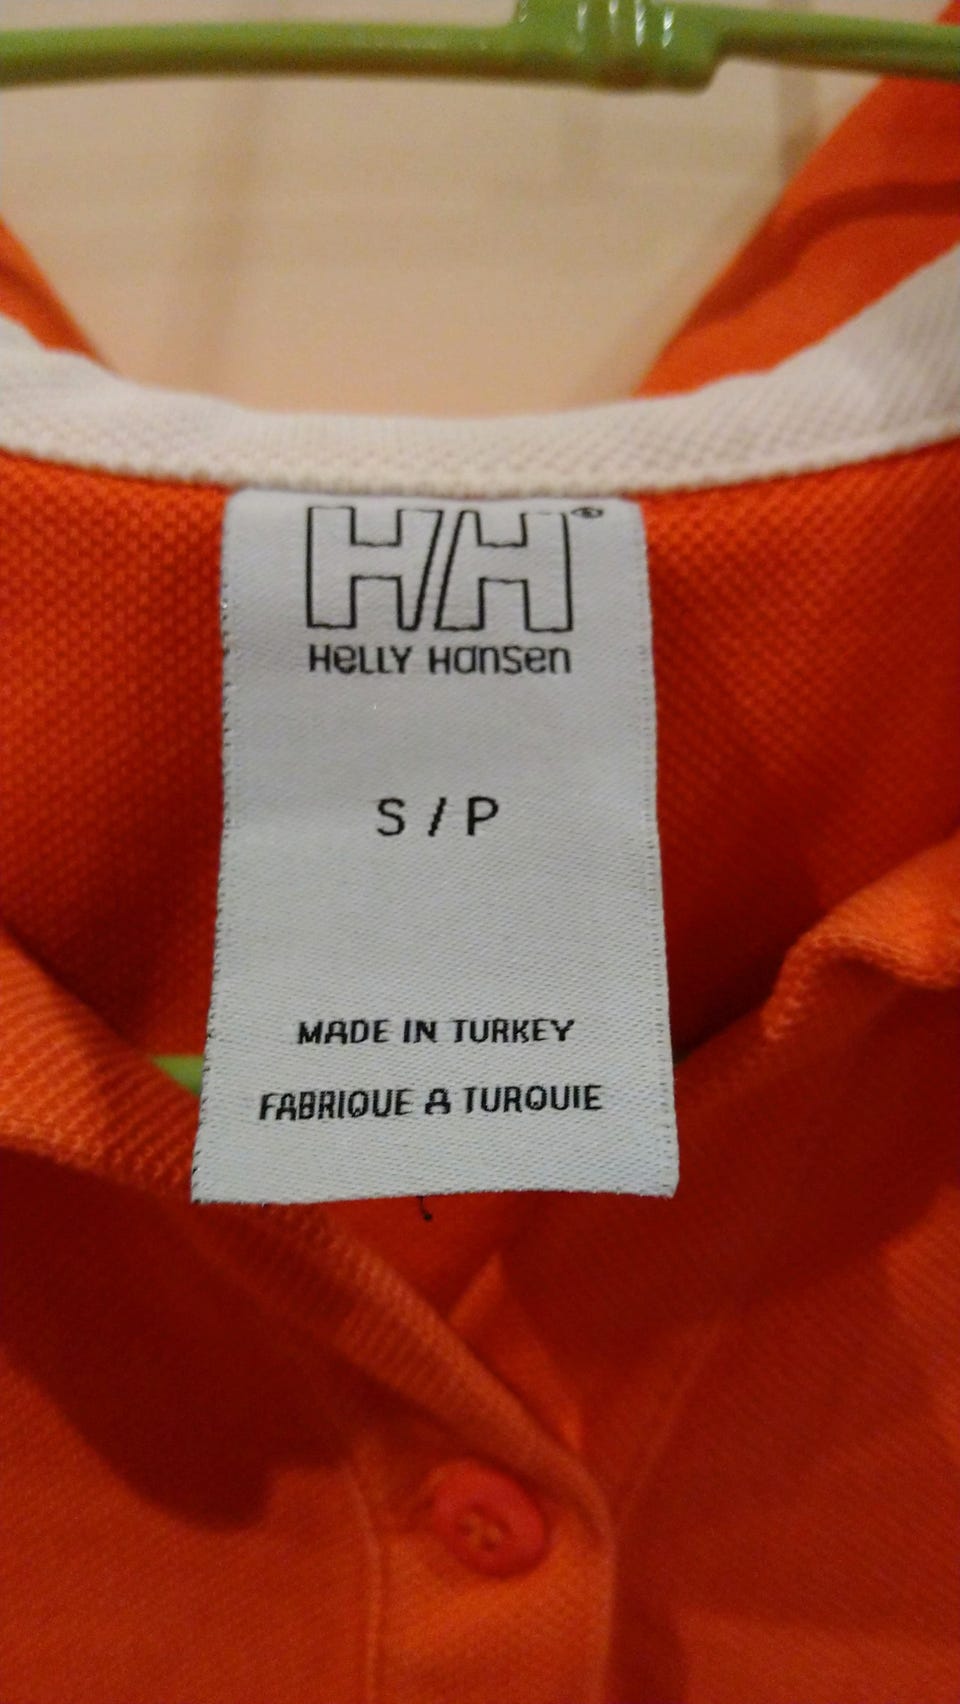 HH®
HELLY HANSEN
S / P
MADE IN TURKEY
FABRIQUE A TURQUIE